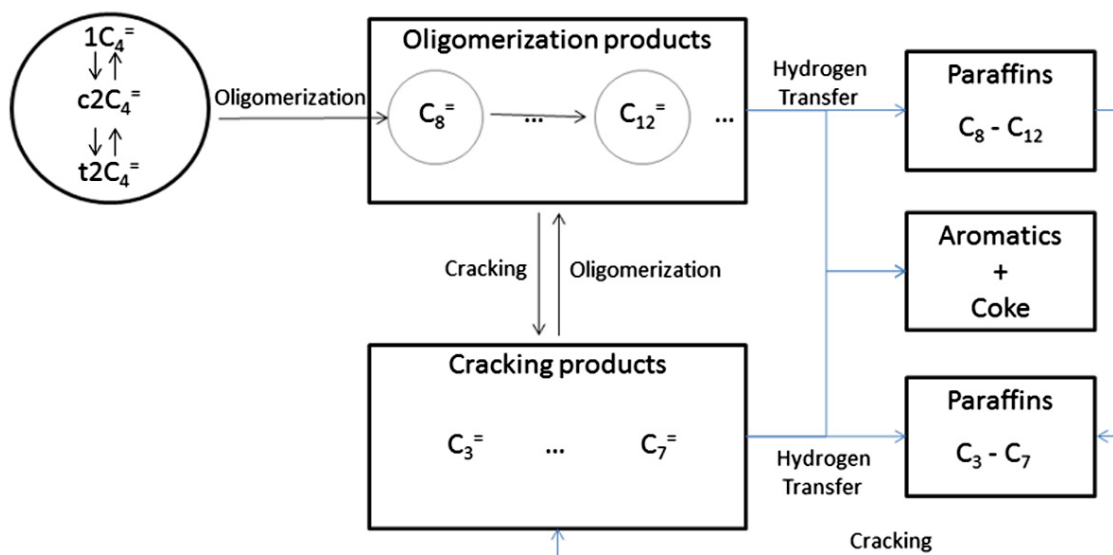 1C₄⁼
c2C₄⁼
t2C₄⁼
Oligomerization
Oligomerization products
C₈⁼ ... C₁₂⁼ ...
Hydrogen
Transfer
Paraffins
C₈ - C₁₂
Aromatics
+
Coke
Cracking
Oligomerization
Cracking products
C₃⁼ ... C₇⁼
Hydrogen
Transfer
Paraffins
C₃ - C₇
Cracking